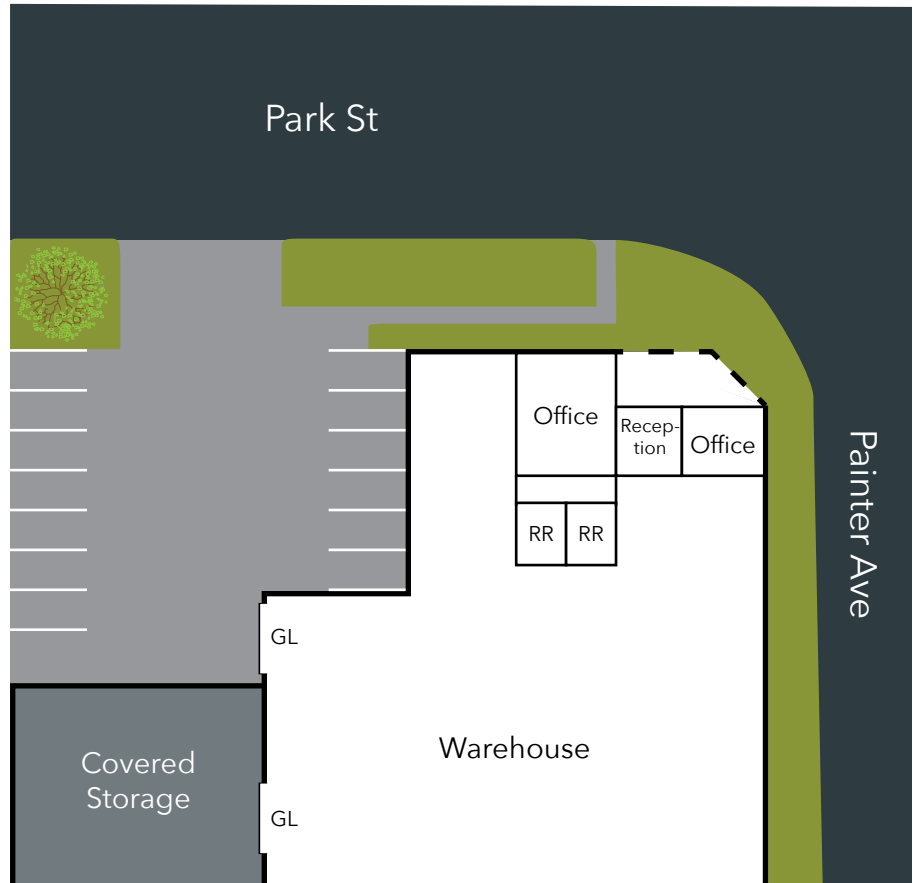 Park St
Office
Recep-
tion
Office
Painter Ave
RR
RR
GL
Warehouse
Covered
Storage
GL